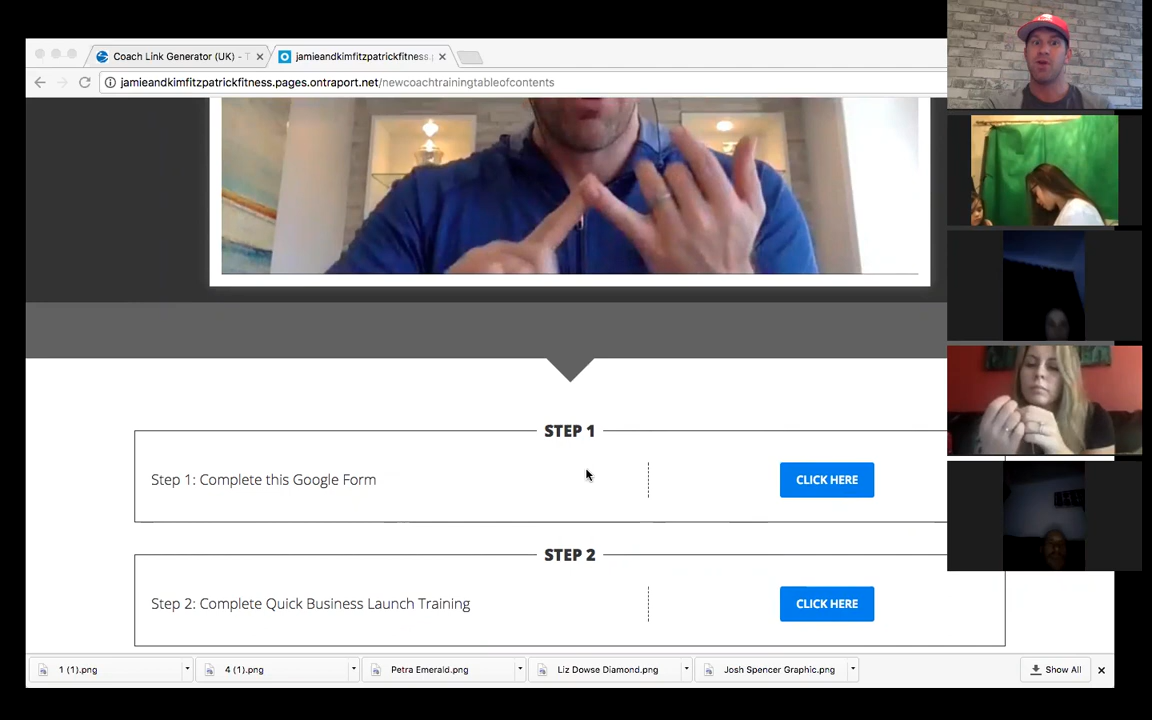 Coach Link Generator (UK) - T
jamieandkimfitzpatrickfitness.
jamieandkimfitzpatrickfitness.pages.ontraport.net/newcoachtrainingtableofcontents
STEP 1
Step 1: Complete this Google Form
CLICK HERE
STEP 2
Step 2: Complete Quick Business Launch Training
CLICK HERE
1 (1).png
4 (1).png
Petra Emerald.png
Liz Dowse Diamond.png
Josh Spencer Graphic.png
Show All